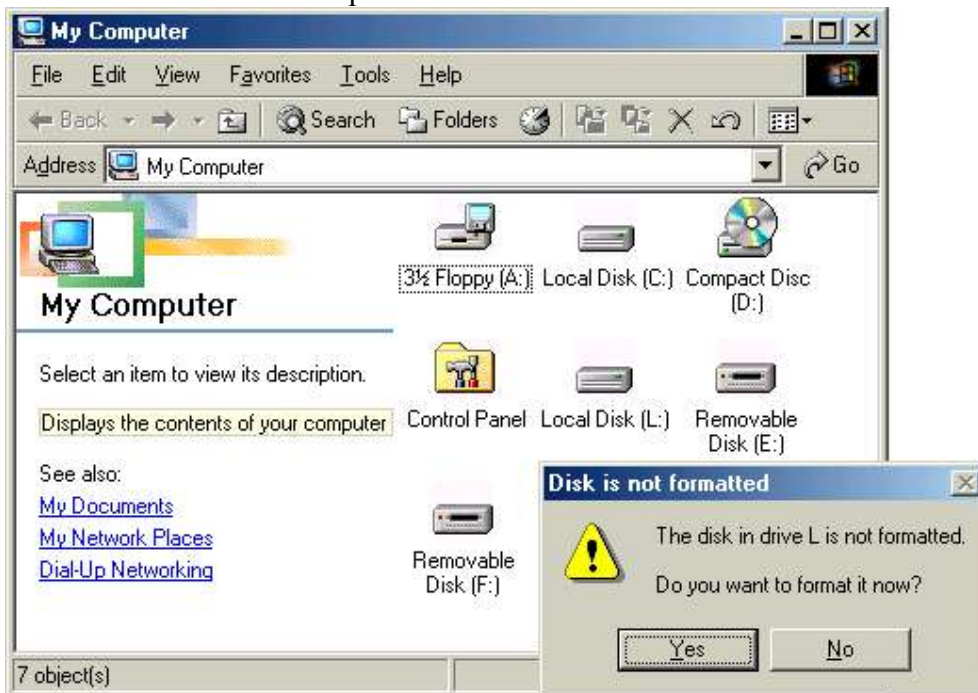 My Computer
File Edit View Favorites Tools Help
Back Search Folders
Address My Computer Go
My Computer
Select an item to view its description.
Displays the contents of your computer
See also:
My Documents
My Network Places
Dial-Up Networking
3½ Floppy (A:) Local Disk (C:) Compact Disc
(D:)
Control Panel Local Disk (L:) Removable
Disk (E:)
Removable
Disk (F:)
Disk is not formatted
The disk in drive L is not formatted.
Do you want to format it now?
Yes No
7 object(s)